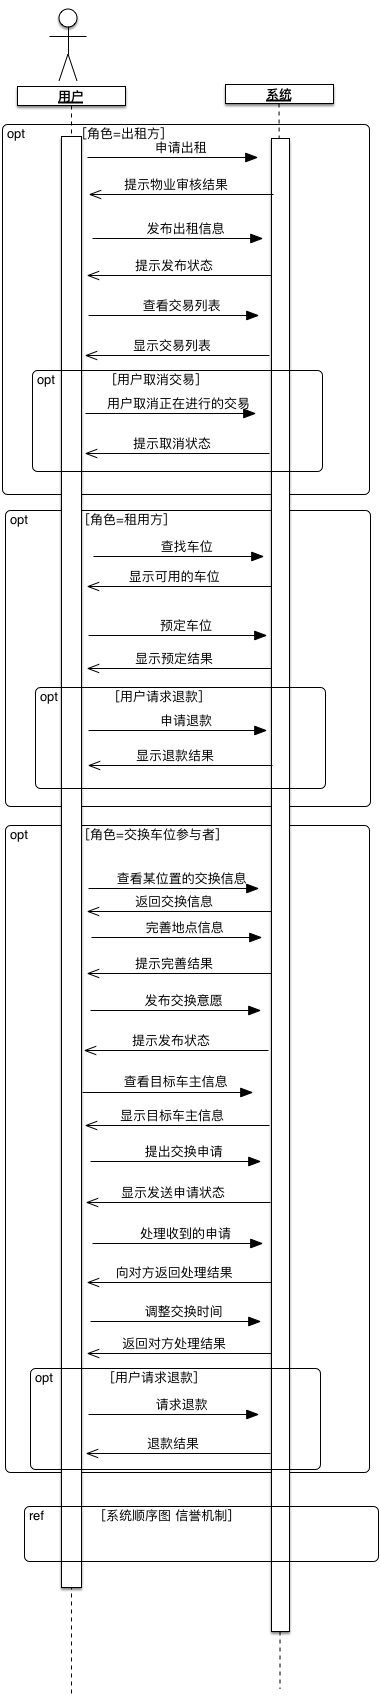 用户
系统
opt
[角色=出租方]
申请出租
提示物业审核结果
发布出租信息
提示发布状态
查看交易列表
显示交易列表
opt
[用户取消交易]
用户取消正在进行的交易
提示取消状态
opt
[角色=租用方]
查找车位
显示可用的车位
预定车位
显示预定结果
opt
[用户请求退款]
申请退款
显示退款结果
opt
[角色=交换车位参与者]
查看某位置的交换信息
返回交换信息
完善地点信息
提示完善结果
发布交换意愿
提示发布状态
查看目标车主信息
显示目标车主信息
提出交换申请
显示发送申请状态
处理收到的申请
向对方返回处理结果
调整交换时间
返回对方处理结果
opt
[用户请求退款]
请求退款
退款结果
ref
[系统顺序图 信誉机制]